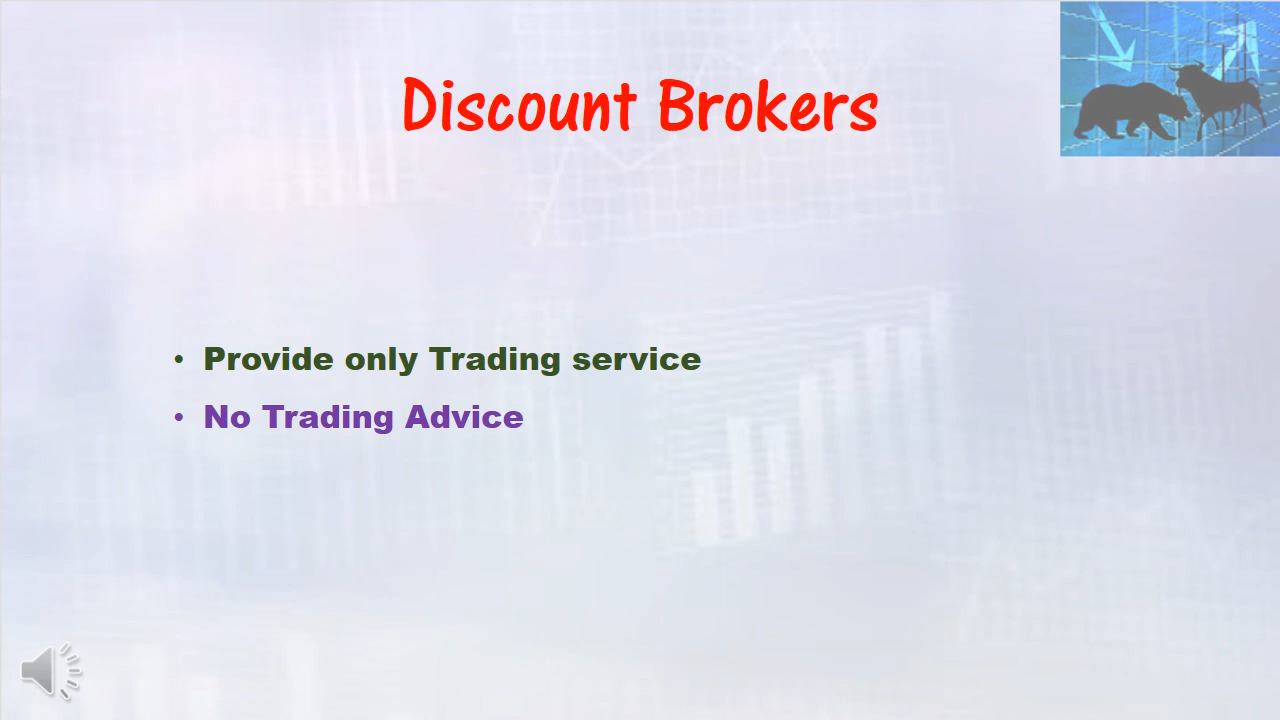 Discount Brokers
• Provide only Trading service
• No Trading Advice